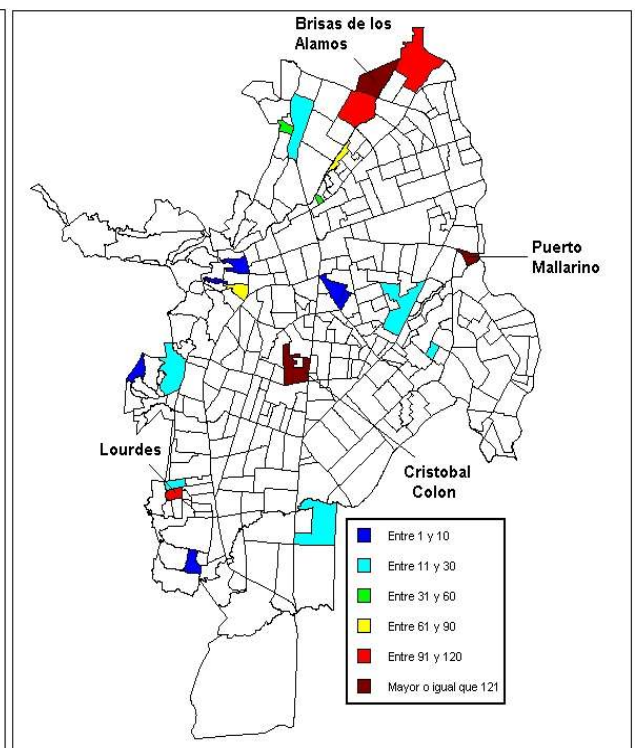 Brisas de los
Alamos
Puerto
Mallarino
Lourdes
Cristobal
Colon
Entre 1 y 10
Entre 11 y 30
Entre 31 y 60
Entre 61 y 90
Entre 91 y 120
Mayor o igual que 121